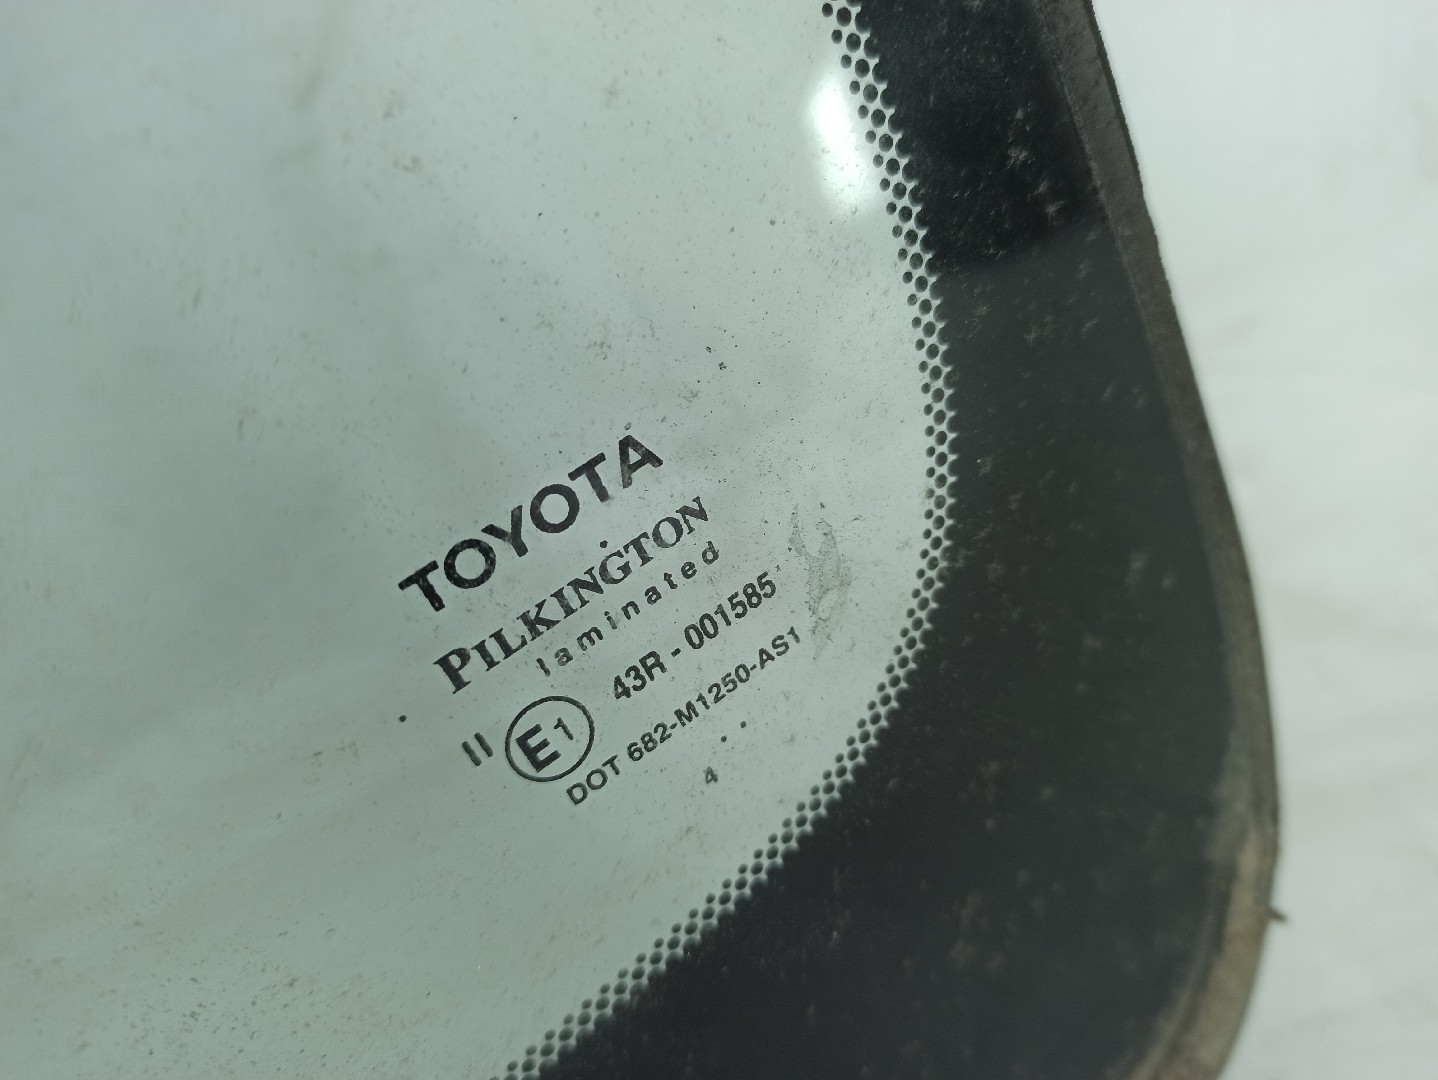 TOYOTA
PILKINGTON
laminated
II E1 43R - 001585
DOT 682-M1250-AS1
4